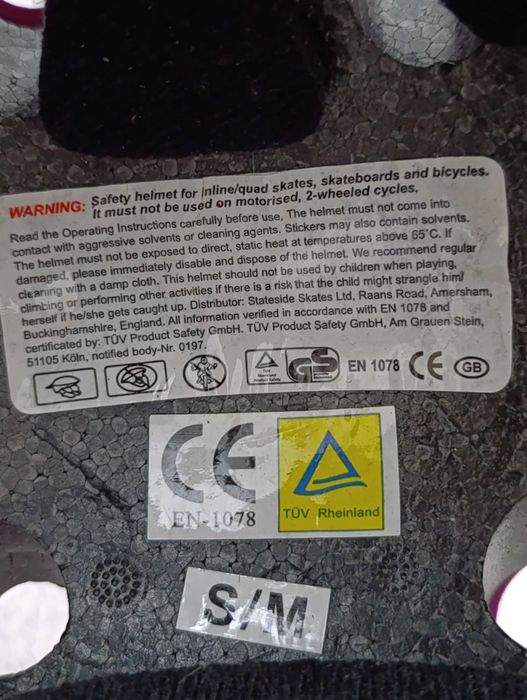 WARNING: Safety helmet for inline/quad skates, skateboards and bicycles.
It must not be used on motorised, 2-wheeled cycles.
Read the Operating Instructions carefully before use. The helmet must not come into
contact with aggressive solvents or cleaning agents. Stickers may also contain solvents.
The helmet must not be exposed to direct, static heat at temperatures above 65°C. If
damaged, please immediately disable and dispose of the helmet. We recommend regular
cleaning with a damp cloth. This helmet should not be used by children when playing,
climbing or performing other activities if there is a risk that the child might strangle him/
herself if he/she gets caught up. Distributor: Stateside Skates Ltd, Raans Road, Amersham,
Buckinghamshire, England. All information verified in accordance with EN 1078 and
certificated by: TÜV Product Safety GmbH. TÜV Product Safety GmbH, Am Grauen Stein,
51105 Köln, notified body-Nr. 0197.
GS EN 1078 CE GB
CE
EN-1078
TÜV Rheinland
S/M